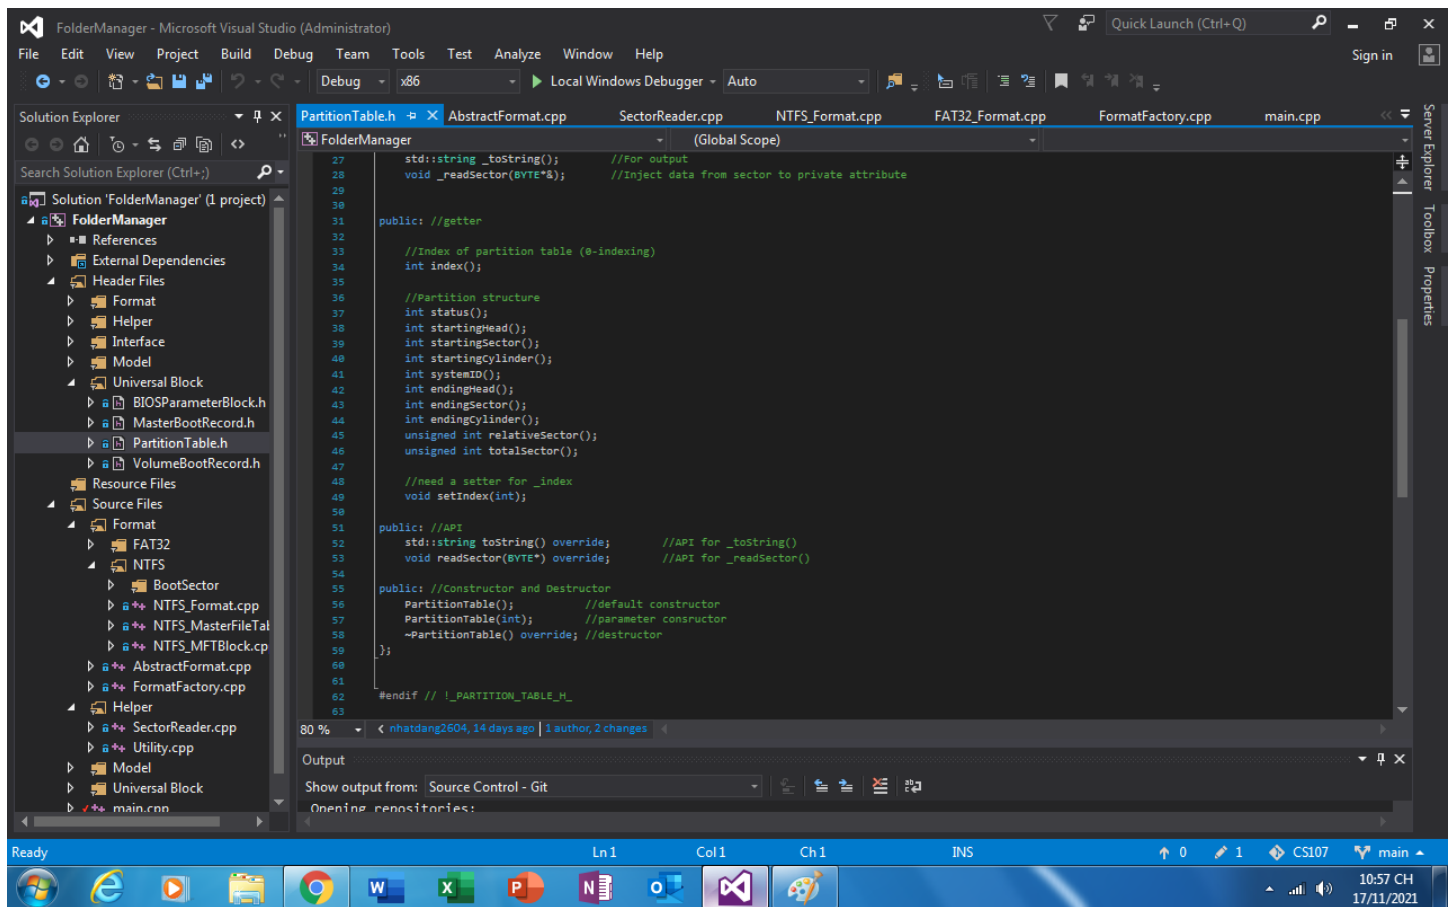 FolderManager - Microsoft Visual Studio (Administrator)
Quick Launch (Ctrl+Q)
File Edit View Project Build Debug Team Tools Test Analyze Window Help
Sign in
Debug x86 Local Windows Debugger Auto
Solution Explorer
Search Solution Explorer (Ctrl+;)
Solution 'FolderManager' (1 project)
FolderManager
References
External Dependencies
Header Files
Format
Helper
Interface
Model
Universal Block
BIOSParameterBlock.h
MasterBootRecord.h
PartitionTable.h
VolumeBootRecord.h
Resource Files
Source Files
Format
FAT32
NTFS
BootSector
NTFS_Format.cpp
NTFS_MasterFileTal
NTFS_MFTBlock.cp
AbstractFormat.cpp
FormatFactory.cpp
Helper
SectorReader.cpp
Utility.cpp
Model
Universal Block
main.cpp
PartitionTable.h AbstractFormat.cpp SectorReader.cpp NTFS_Format.cpp FAT32_Format.cpp FormatFactory.cpp main.cpp
FolderManager (Global Scope)
27 std::string _toString(); //For output
28 void _readSector(BYTE*&); //Inject data from sector to private attribute
29
30
31 public: //getter
32
33 //Index of partition table (0-indexing)
34 int index();
35
36 //Partition structure
37 int status();
38 int startingHead();
39 int startingSector();
40 int startingCylinder();
41 int systemID();
42 int endingHead();
43 int endingSector();
44 int endingCylinder();
45 unsigned int relativeSector();
46 unsigned int totalSector();
47
48 //need a setter for _index
49 void setIndex(int);
50
51 public: //API
52 std::string toString() override; //API for _toString()
53 void readSector(BYTE*) override; //API for _readSector()
54
55 public: //Constructor and Destructor
56 PartitionTable(); //default constructor
57 PartitionTable(int); //parameter consructor
58 ~PartitionTable() override; //destructor
59 };
60
61
62 #endif // !_PARTITION_TABLE_H_
63
80 % nhatdang2604, 14 days ago | 1 author, 2 changes
Output
Show output from: Source Control - Git
Opening repositories:
Server Explorer
Toolbox
Properties
Ready Ln 1 Col 1 Ch 1 INS 0 1 CS107 main
10:57 CH
17/11/2021